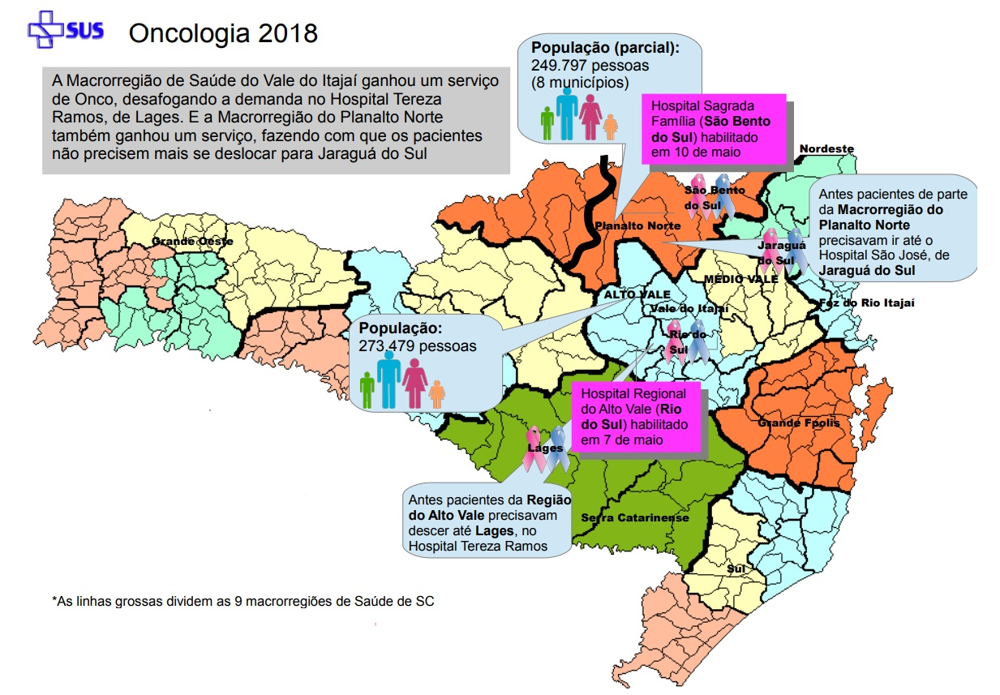 SUS
Oncologia 2018
A Macrorregião de Saúde do Vale do Itajaí ganhou um serviço
de Onco, desafogando a demanda no Hospital Tereza
Ramos, de Lages. E a Macrorregião do Planalto Norte
também ganhou um serviço, fazendo com que os pacientes
não precisem mais se deslocar para Jaraguá do Sul
População (parcial):
249.797 pessoas
(8 municípios)
Hospital Sagrada
Família (São Bento
do Sul) habilitado
em 10 de maio
Nordeste
São Bento
do Sul
Antes pacientes de parte
da Macrorregião do
Planalto Norte
precisavam ir até o
Hospital São José, de
Jaraguá do Sul
Planalto Norte
Grande Oeste
Jaraguá
do Sul
MÉDIO VALE
ALTO VALE
Vale do Itajaí
Foz do Rio Itajaí
População:
273.479 pessoas
Rio do
Sul
Hospital Regional
do Alto Vale (Rio
do Sul) habilitado
em 7 de maio
Grande Fpolis
Lages
Antes pacientes da Região
do Alto Vale precisavam
descer até Lages, no
Hospital Tereza Ramos
Serra Catarinense
Sul
*As linhas grossas dividem as 9 macrorregiões de Saúde de SC